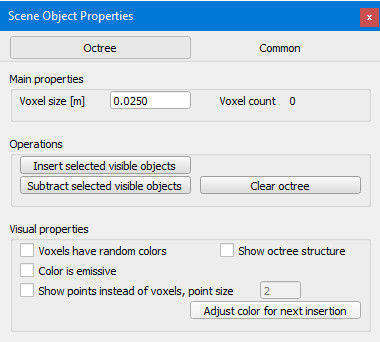 Scene Object Properties x
Octree Common
Main properties
Voxel size [m] 0.0250 Voxel count 0
Operations
Insert selected visible objects
Subtract selected visible objects Clear octree
Visual properties
Voxels have random colors Show octree structure
Color is emissive
Show points instead of voxels, point size 2
Adjust color for next insertion